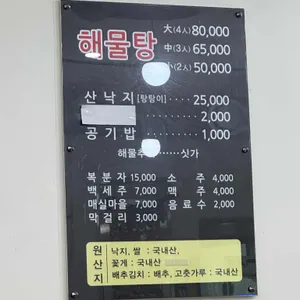 해물탕
大(4人) 80,000
中(3人) 65,000
(2人) 50,000
산낙지 [탕탕이] ···· 25,000
2,000
공기밥 ········ 1,000
해물주 ······ 싯가
복분자 15,000 소주 4,000
백세주 7,000 맥주 4,000
매실마을 7,000 음료수 2,000
막걸리 3,000
원산지
낙지, 쌀 : 국내산,
꽃게 : 국내산
배추김치 : 배추, 고춧가루 : 국내산